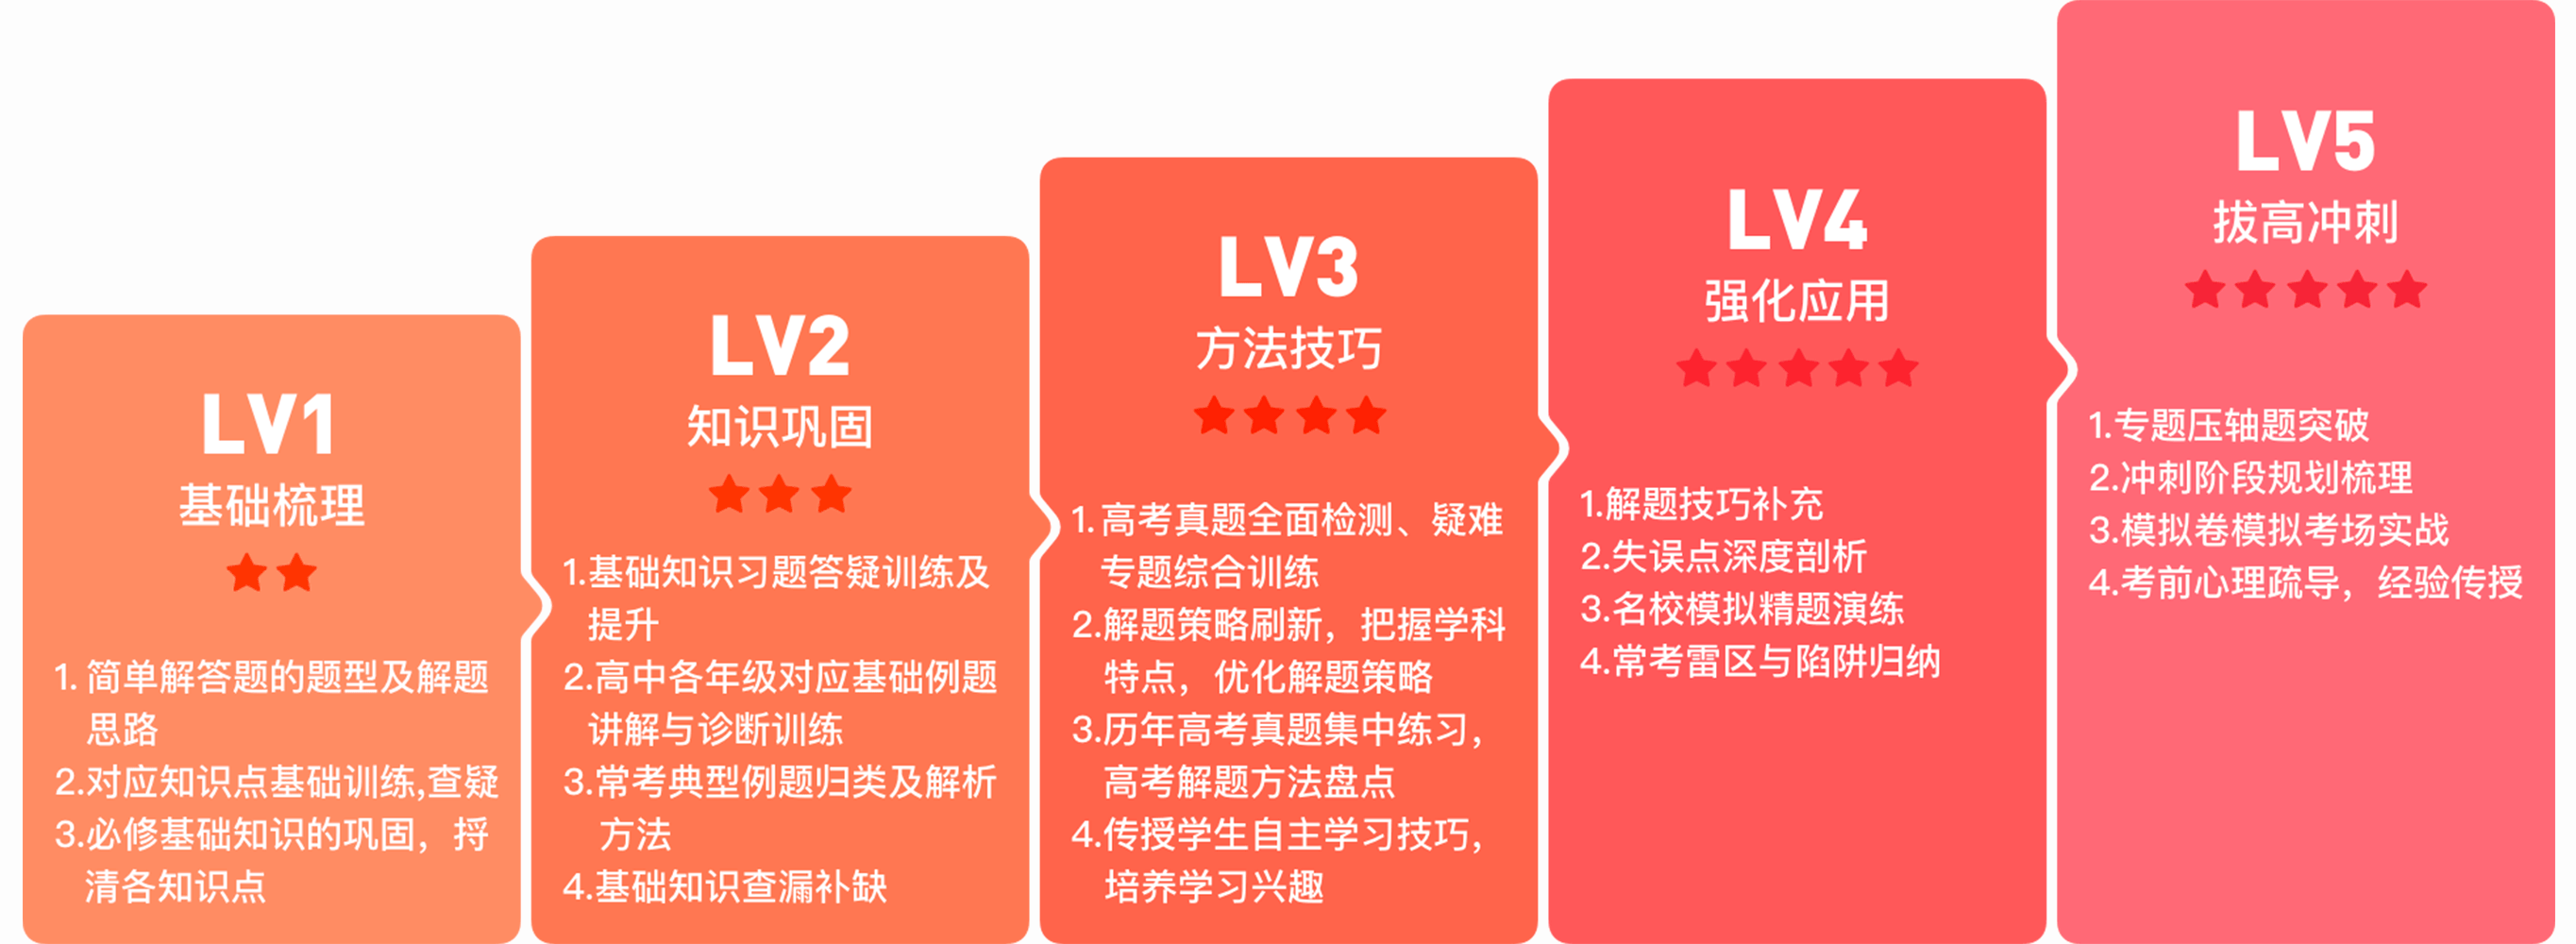 LV1
基础梳理
1. 简单解答题的题型及解题
思路
2.对应知识点基础训练,查疑
3.必修基础知识的巩固，捋
清各知识点
LV2
知识巩固
1.基础知识习题答疑训练及
提升
2.高中各年级对应基础例题
讲解与诊断训练
3.常考典型例题归类及解析
方法
4.基础知识查漏补缺
LV3
方法技巧
1.高考真题全面检测、疑难
专题综合训练
2.解题策略刷新，把握学科
特点，优化解题策略
3.历年高考真题集中练习，
高考解题方法盘点
4.传授学生自主学习技巧，
培养学习兴趣
LV4
强化应用
1.解题技巧补充
2.失误点深度剖析
3.名校模拟精题演练
4.常考雷区与陷阱归纳
LV5
拔高冲刺
1.专题压轴题突破
2.冲刺阶段规划梳理
3.模拟卷模拟考场实战
4.考前心理疏导，经验传授